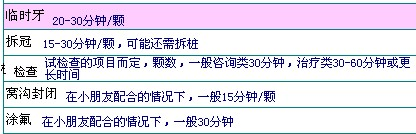 临时牙 20-30分钟/颗
拆冠 15-30分钟/颗，可能还需拆桩
检查 试检查的项目而定，颗数，一般咨询类30分钟，治疗类30-60分钟或更
长时间
窝沟封闭 在小朋友配合的情况下，一般15分钟/颗
涂氟 在小朋友配合的情况下，一般30分钟